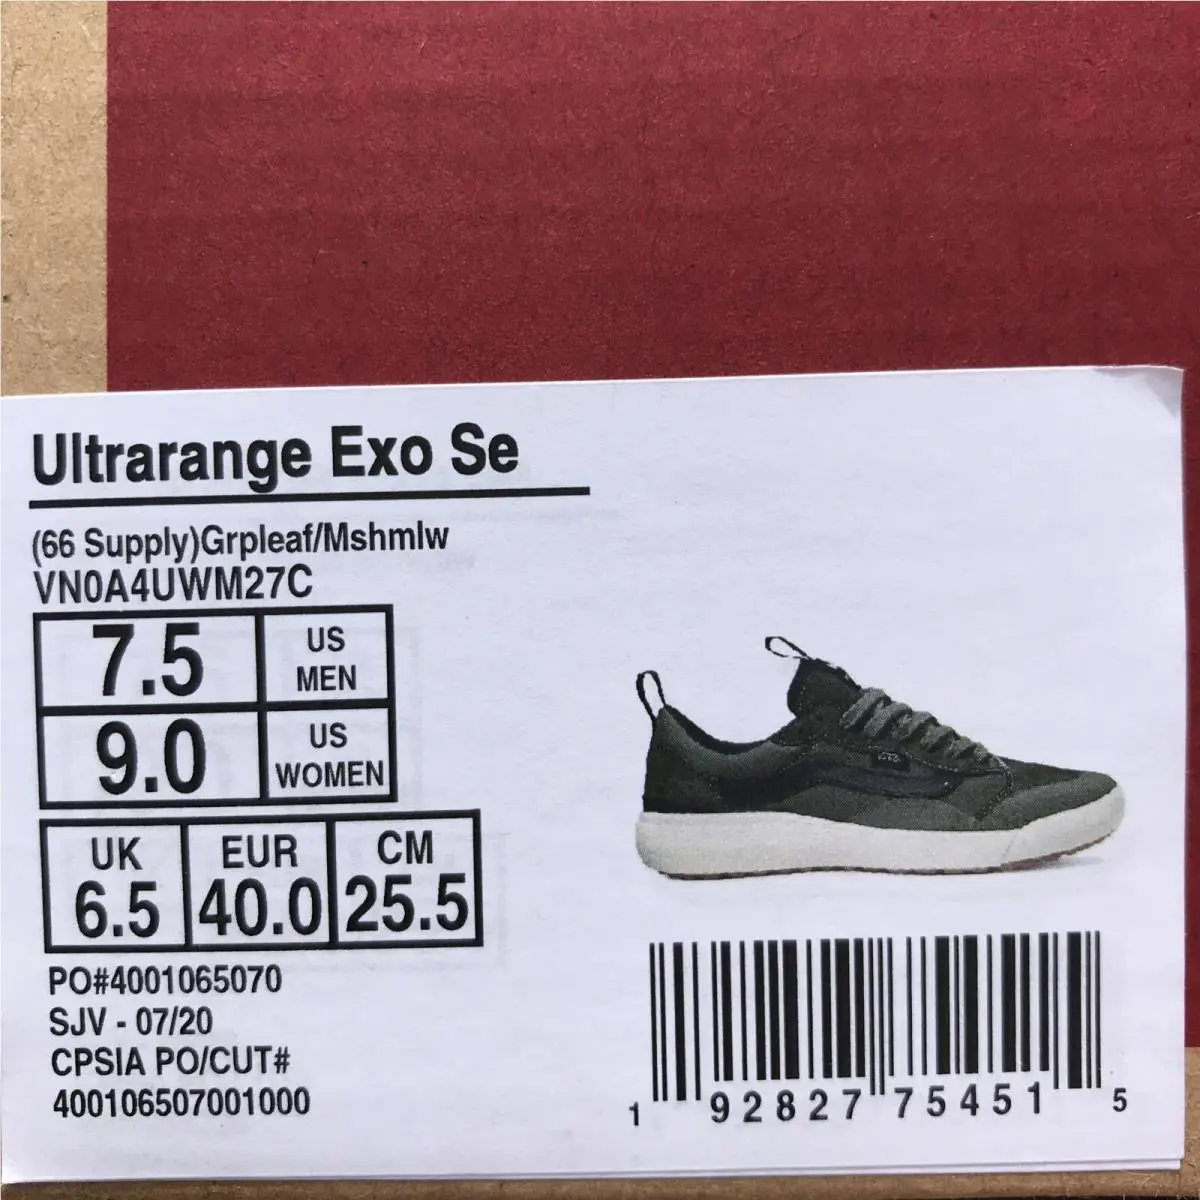 Ultrarange Exo Se
(66 Supply)Grpleaf/Mshmlw
VN0A4UWM27C
7.5 US MEN
9.0 US WOMEN
UK EUR CM
6.5 40.0 25.5
PO#4001065070
SJV - 07/20
CPSIA PO/CUT#
400106507001000
VANS
1 92827 75451 5